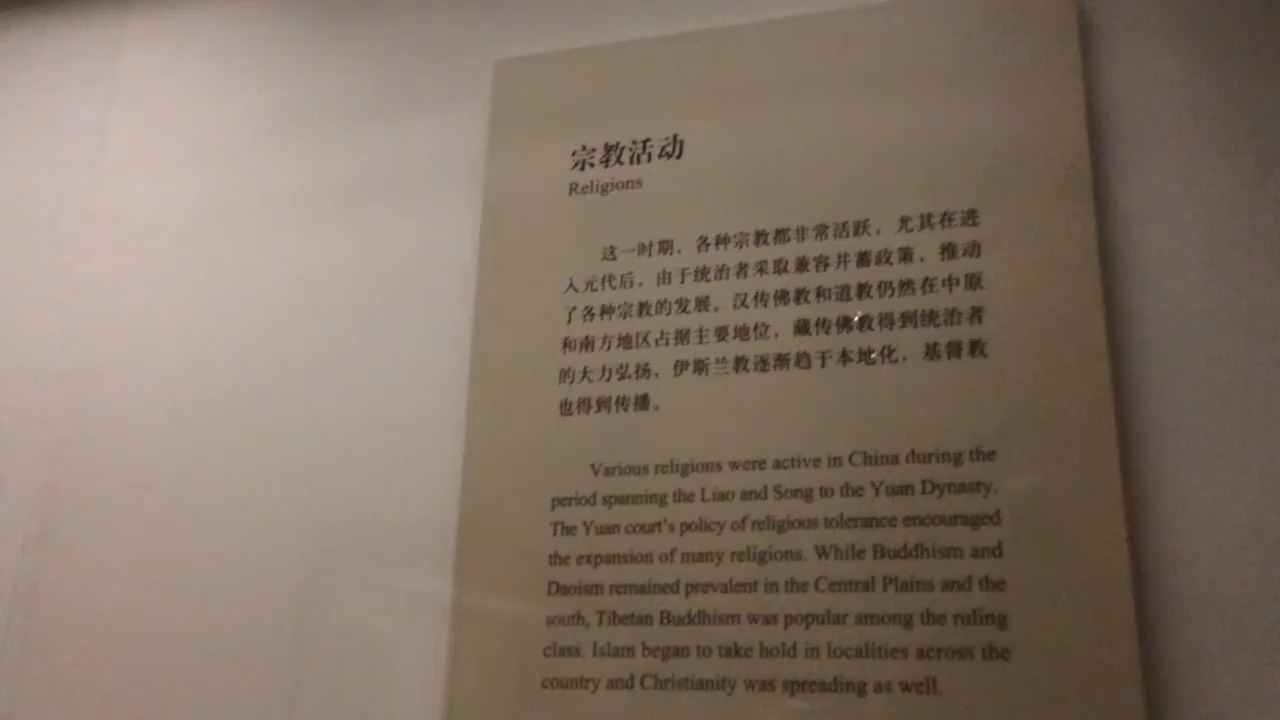 宗教活动
Religions
这一时期，各种宗教都非常活跃，尤其在进
入元代后，由于统治者采取兼容并蓄政策，推动
了各种宗教的发展。汉传佛教和道教仍然在中原
和南方地区占据主要地位，藏传佛教得到统治者
的大力弘扬，伊斯兰教逐渐趋于本地化，基督教
也得到传播。
Various religions were active in China during the
period spanning the Liao and Song to the Yuan Dynasty.
The Yuan court's policy of religious tolerance encouraged
the expansion of many religions. While Buddhism and
Daoism remained prevalent in the Central Plains and the
south, Tibetan Buddhism was popular among the ruling
class. Islam began to take hold in localities across the
country and Christianity was spreading as well.